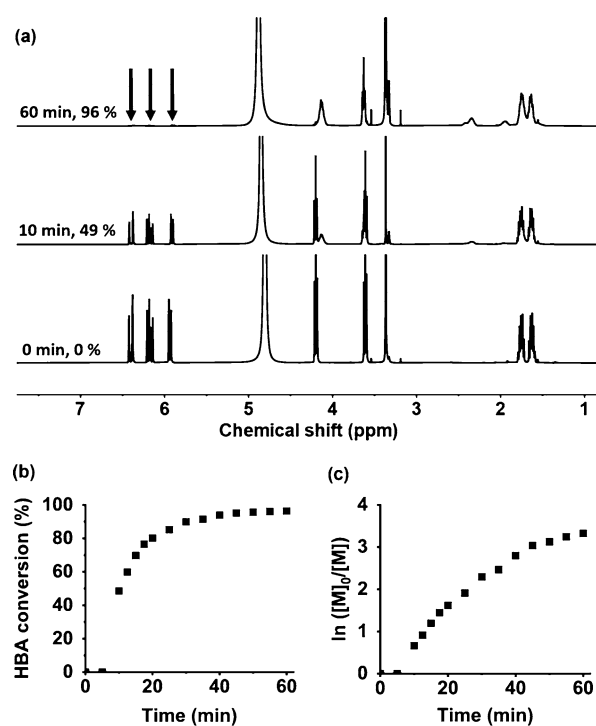 (a)
60 min, 96 %
10 min, 49 %
0 min, 0 %
7 6 5 4 3 2 1
Chemical shift (ppm)
(b)
HBA conversion (%)
100
80
60
40
20
0
0 20 40 60
Time (min)
(c)
ln ([M]₀/[M])
4
3
2
1
0
0 20 40 60
Time (min)